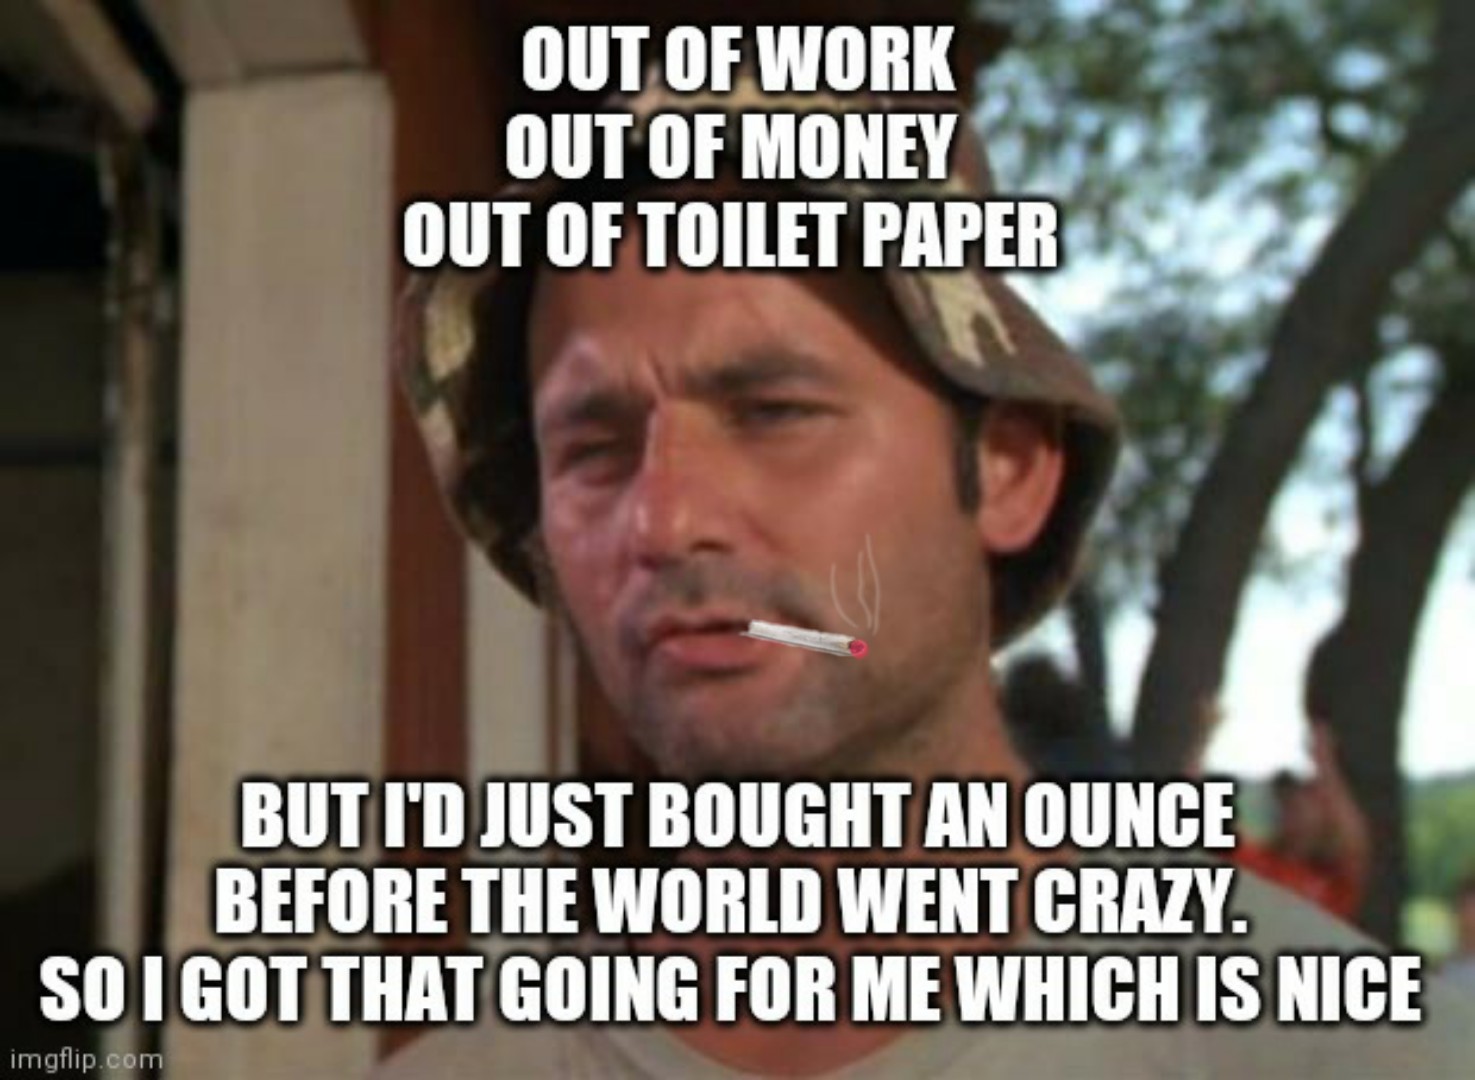 OUT OF WORK
OUT OF MONEY
OUT OF TOILET PAPER
BUT I'D JUST BOUGHT AN OUNCE
BEFORE THE WORLD WENT CRAZY.
SO I GOT THAT GOING FOR ME WHICH IS NICE
imgflip.com